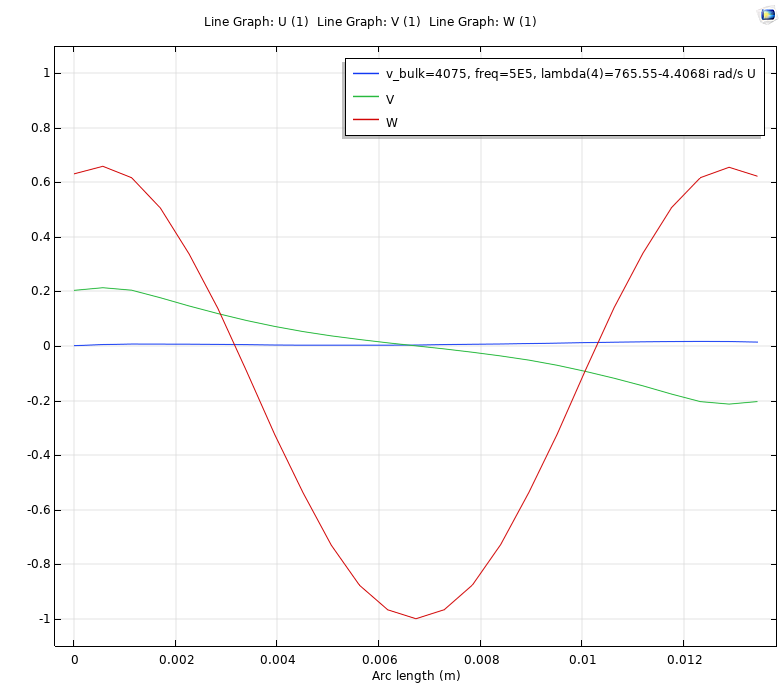 Line Graph: U (1) Line Graph: V (1) Line Graph: W (1)
v_bulk=4075, freq=5E5, lambda(4)=765.55-4.4068i rad/s U
V
W
1
0.8
0.6
0.4
0.2
0
-0.2
-0.4
-0.6
-0.8
-1
0 0.002 0.004 0.006 0.008 0.01 0.012
Arc length (m)